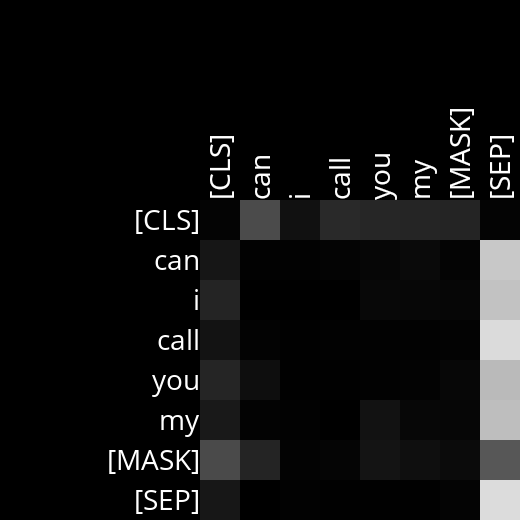 [CLS] can i call you my [MASK] [SEP]
[CLS]
can
i
call
you
my
[MASK]
[SEP]